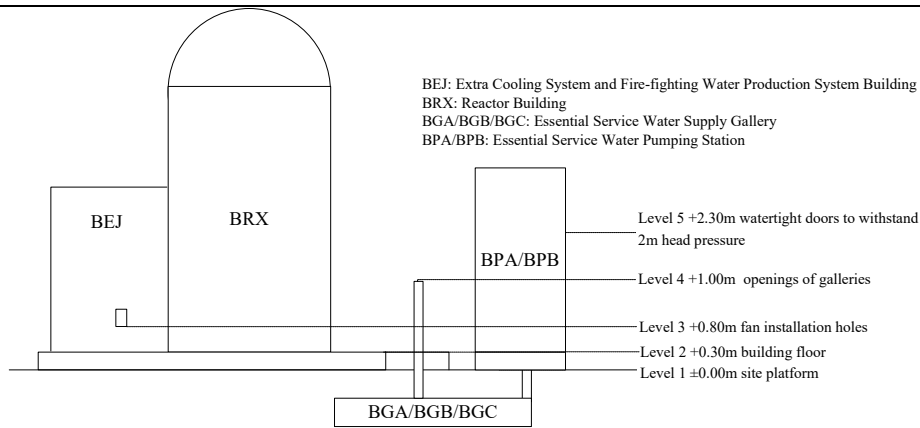 BEJ: Extra Cooling System and Fire-fighting Water Production System Building
BRX: Reactor Building
BGA/BGB/BGC: Essential Service Water Supply Gallery
BPA/BPB: Essential Service Water Pumping Station
BEJ
BRX
BPA/BPB
Level 5 +2.30m watertight doors to withstand
2m head pressure
Level 4 +1.00m openings of galleries
Level 3 +0.80m fan installation holes
Level 2 +0.30m building floor
Level 1 ±0.00m site platform
BGA/BGB/BGC